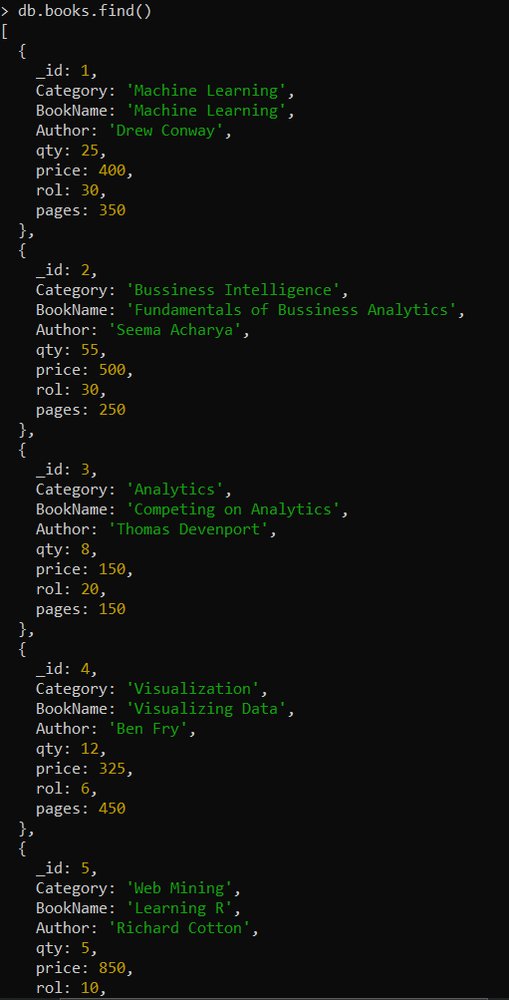 > db.books.find()
[
{
_id: 1,
Category: 'Machine Learning',
BookName: 'Machine Learning',
Author: 'Drew Conway',
qty: 25,
price: 400,
rol: 30,
pages: 350
},
{
_id: 2,
Category: 'Bussiness Intelligence',
BookName: 'Fundamentals of Bussiness Analytics',
Author: 'Seema Acharya',
qty: 55,
price: 500,
rol: 30,
pages: 250
},
{
_id: 3,
Category: 'Analytics',
BookName: 'Competing on Analytics',
Author: 'Thomas Devenport',
qty: 8,
price: 150,
rol: 20,
pages: 150
},
{
_id: 4,
Category: 'Visualization',
BookName: 'Visualizing Data',
Author: 'Ben Fry',
qty: 12,
price: 325,
rol: 6,
pages: 450
},
{
_id: 5,
Category: 'Web Mining',
BookName: 'Learning R',
Author: 'Richard Cotton',
qty: 5,
price: 850,
rol: 10,